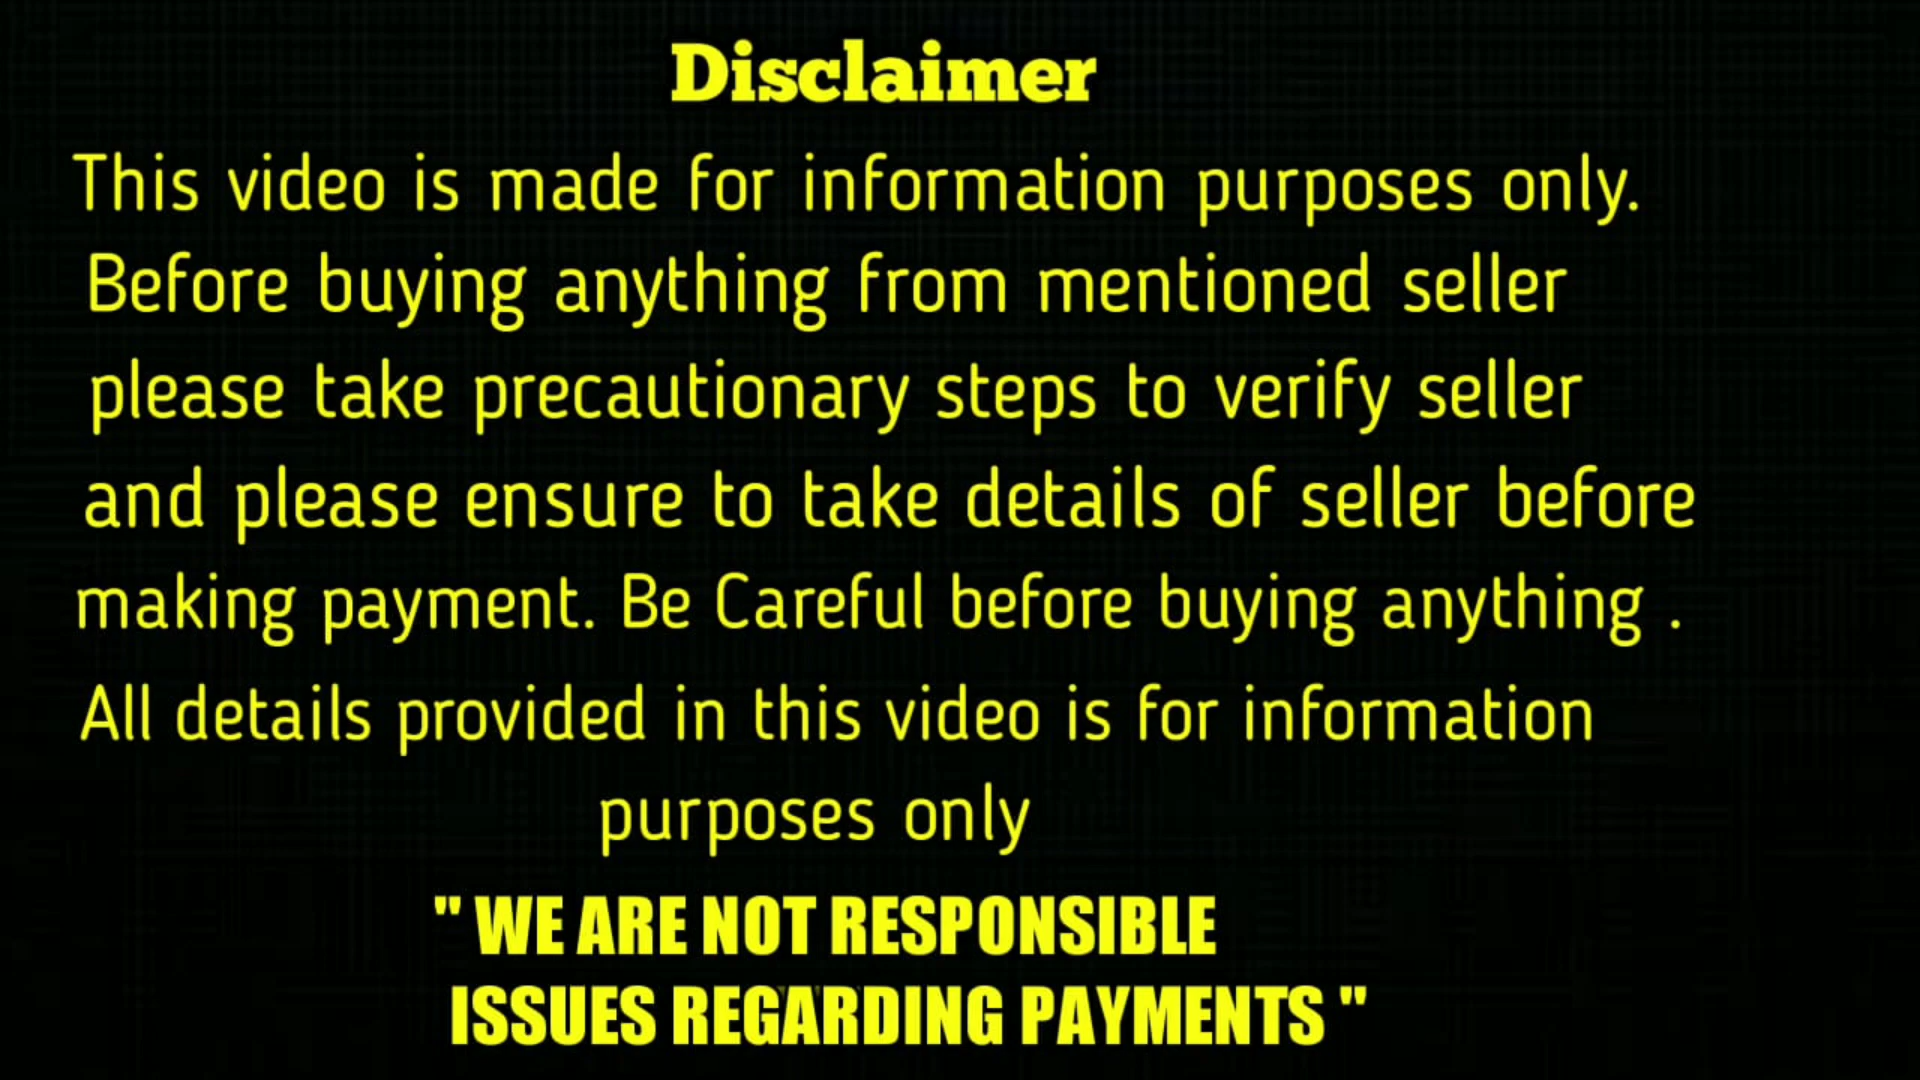 Disclaimer
This video is made for information purposes only.
Before buying anything from mentioned seller
please take precautionary steps to verify seller
and please ensure to take details of seller before
making payment. Be Careful before buying anything .
All details provided in this video is for information
purposes only
" WE ARE NOT RESPONSIBLE
ISSUES REGARDING PAYMENTS "